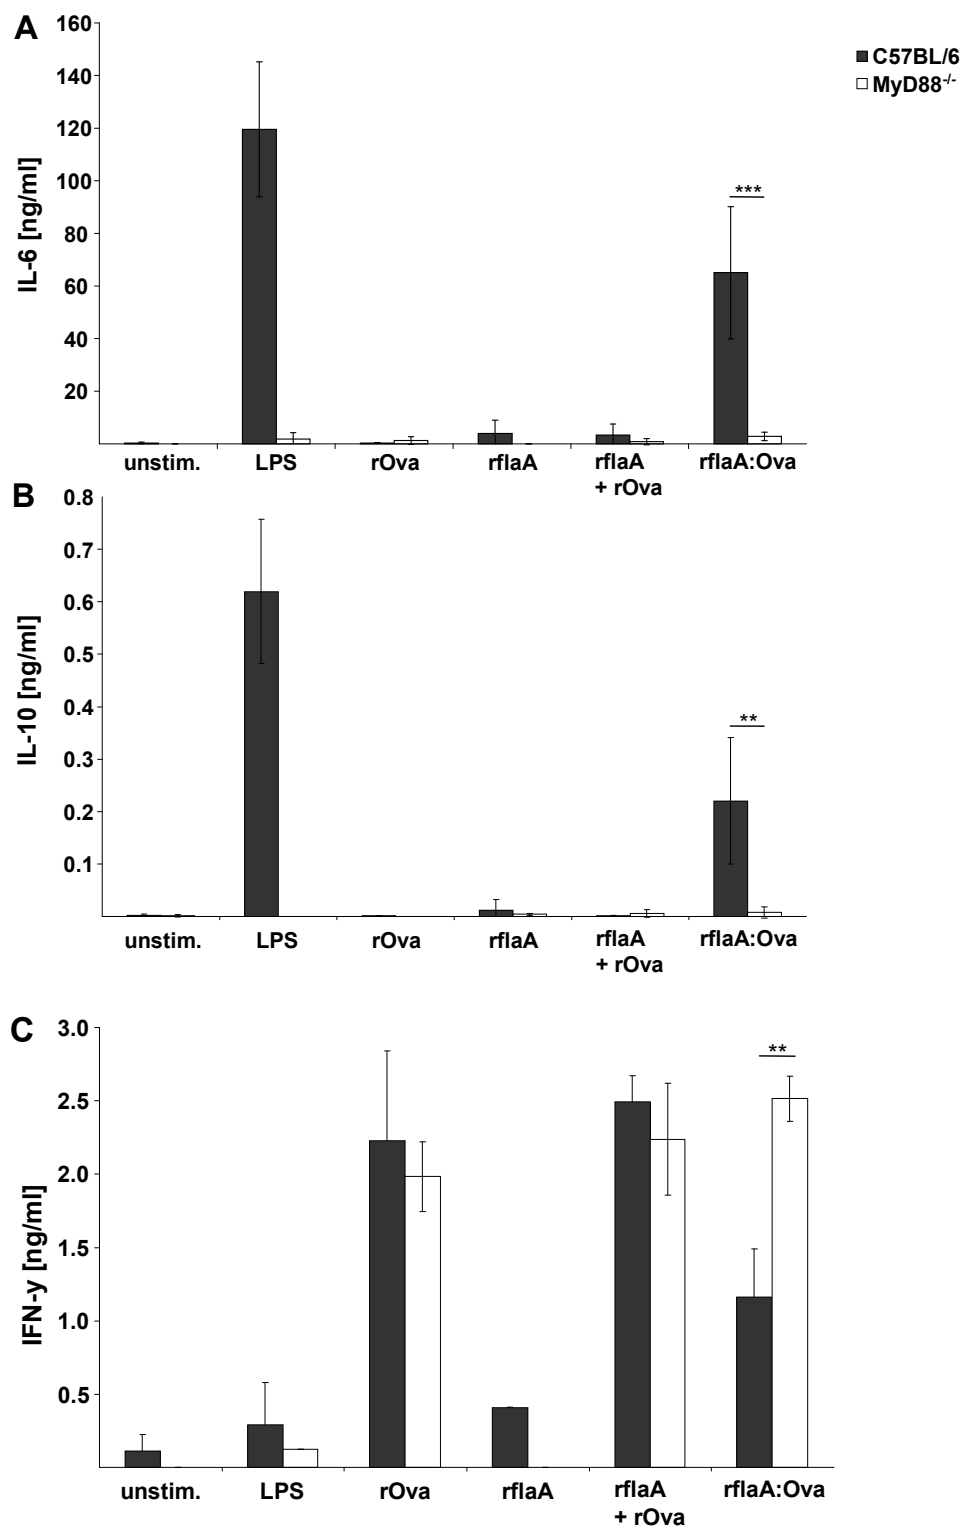 A
160
140
120
100
80
60
40
20
IL-6 [ng/ml]
C57BL/6
MyD88-/-
***
unstim.
LPS
rOva
rflaA
rflaA
+ rOva
rflaA:Ova
B
0.8
0.7
0.6
0.5
0.4
0.3
0.2
0.1
IL-10 [ng/ml]
**
unstim.
LPS
rOva
rflaA
rflaA
+ rOva
rflaA:Ova
C
3.0
2.5
2.0
1.5
1.0
0.5
IFN-y [ng/ml]
**
unstim.
LPS
rOva
rflaA
rflaA
+ rOva
rflaA:Ova